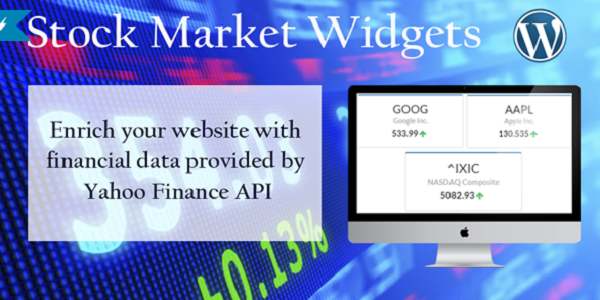 Stock Market Widgets
Enrich your website with
financial data provided by
Yahoo Finance API
GOOG
Google Inc.
533.99
AAPL
Apple Inc.
130.535
^IXIC
NASDAQ Composite
5082.93
+0.13%